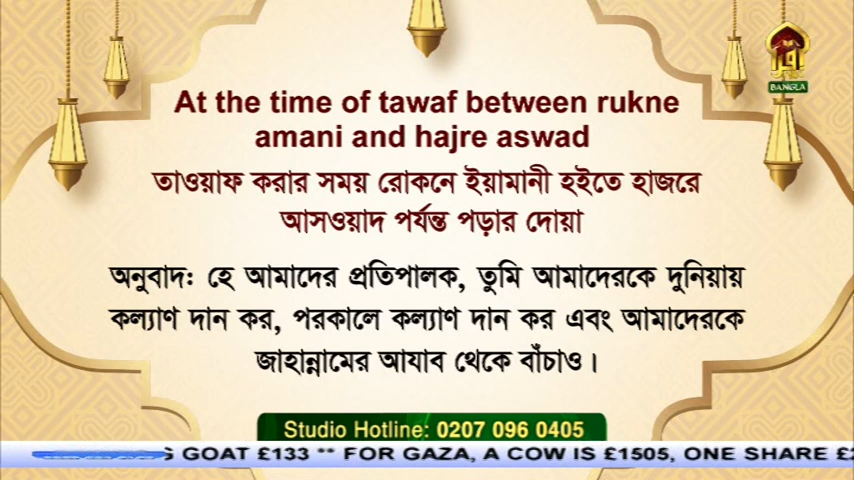 At the time of tawaf between rukne
amani and hajre aswad
তাওয়াফ করার সময় রোকনে ইয়ামানী হইতে হাজরে
আসওয়াদ পর্যন্ত পড়ার দোয়া
অনুবাদ: হে আমাদের প্রতিপালক, তুমি আমাদেরকে দুনিয়ায়
কল্যাণ দান কর, পরকালে কল্যাণ দান কর এবং আমাদেরকে
জাহান্নামের আযাব থেকে বাঁচাও।
Studio Hotline: 0207 096 0405
GOAT £133 ** FOR GAZA, A COW IS £1505, ONE SHARE
اقرأ
BANGLA